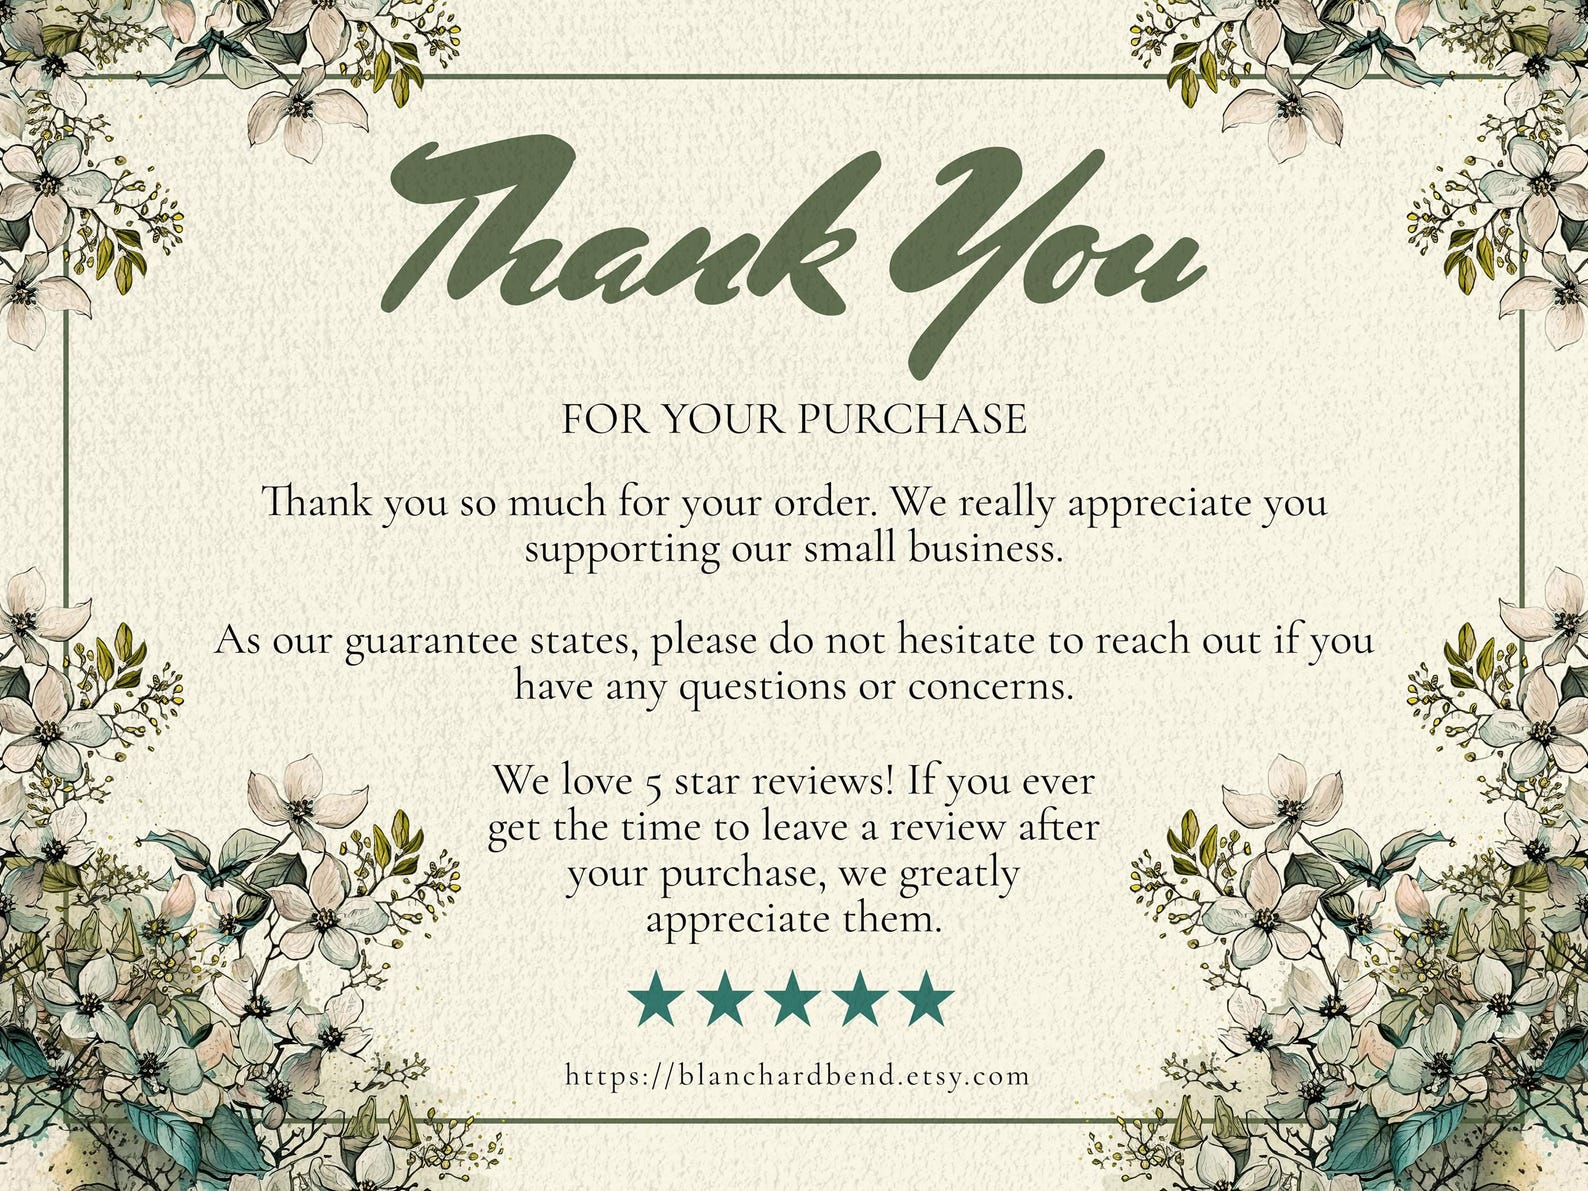 Thank You
FOR YOUR PURCHASE
Thank you so much for your order. We really appreciate you
supporting our small business.
As our guarantee states, please do not hesitate to reach out if you
have any questions or concerns.
We love 5 star reviews! If you ever
get the time to leave a review after
your purchase, we greatly
appreciate them.
https://blanchardbend.etsy.com